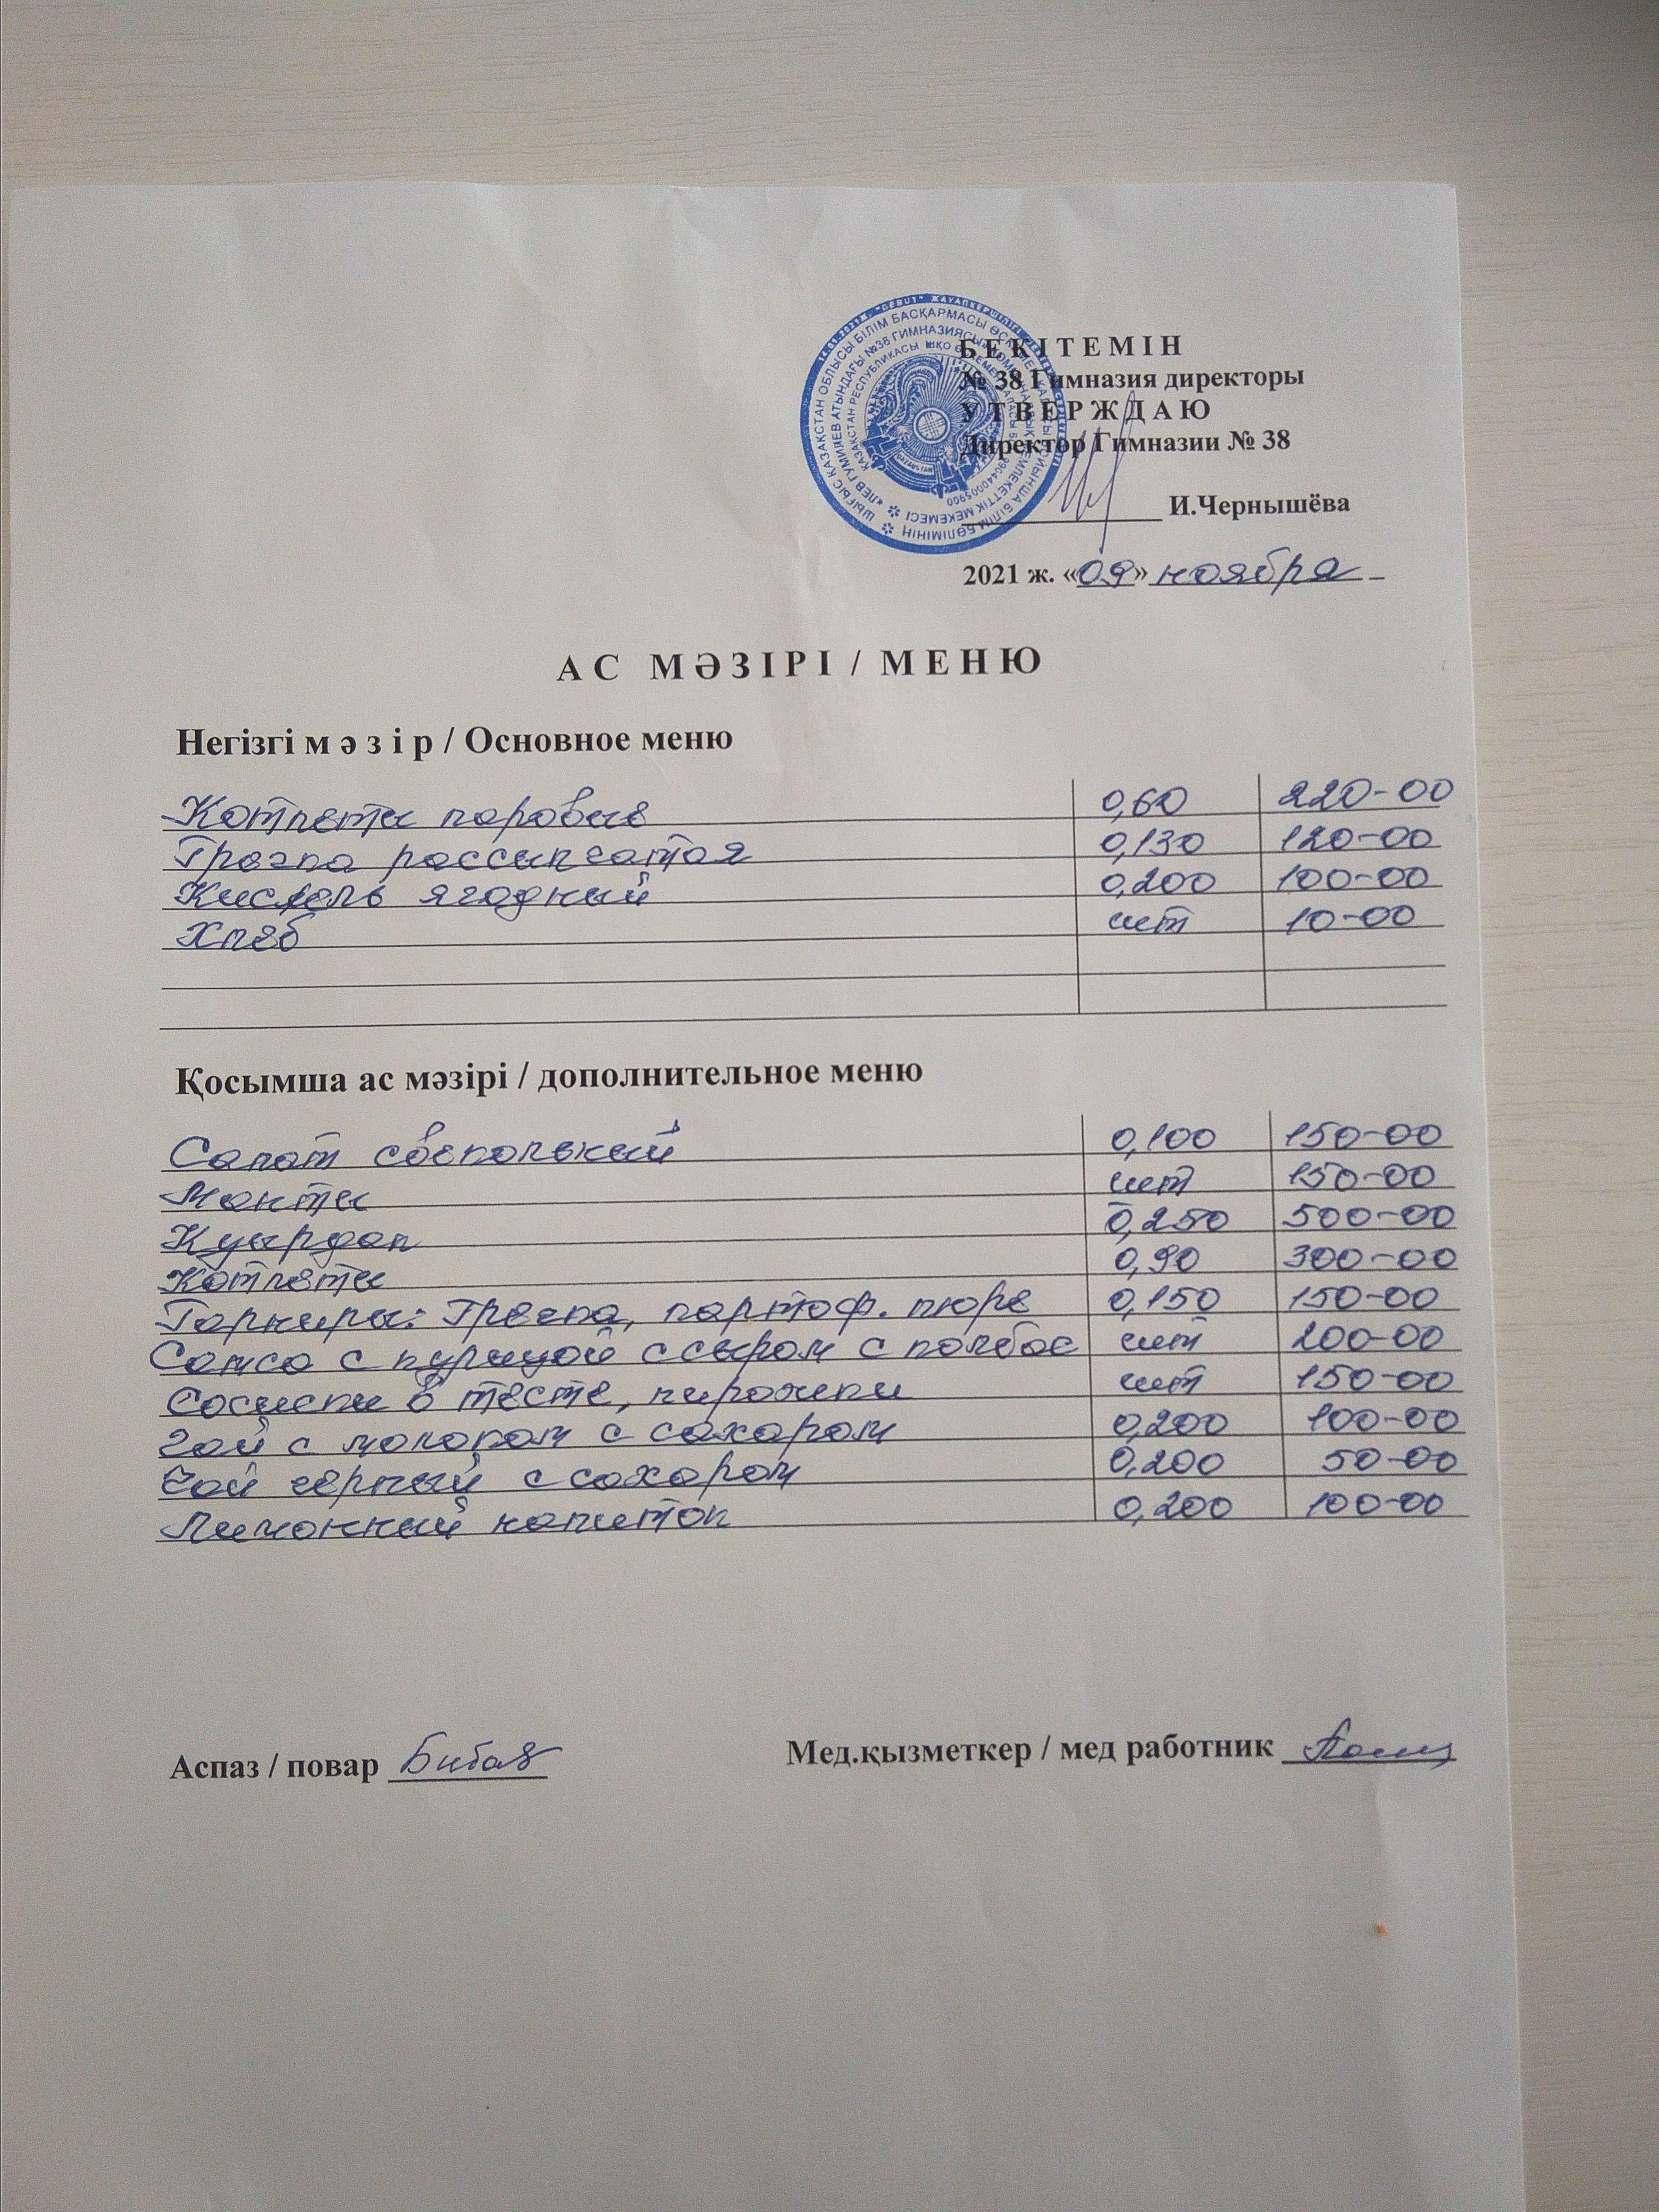 БЕКІТЕМІН
№ 38 Гимназия директоры
УТВЕРЖДАЮ
Директор Гимназии № 38
И.Чернышёва
2021 ж. «09» ноября
АС МӘЗІРІ / МЕНЮ
Негізгі мәзір / Основное меню
Котлеты паровые 0,60 220-00
Гречка рассыпчатая 0,130 120-00
Кисель ягодный 0,200 100-00
Хлеб шт 10-00
Қосымша ас мәзірі / дополнительное меню
Салат свекольный 0,100 150-00
Манты шт 150-00
Куырдак 0,250 500-00
Котлеты 0,90 300-00
Гарниры: Гречка, картоф. пюре 0,150 150-00
Самса с курицой с сыром с колбас шт 200-00
Сосиски в тесте, пирожки шт 150-00
Чай с молоком с сахаром 0,200 100-00
Чай черный с сахаром 0,200 50-00
Лимонный напиток 0,200 100-00
Аспаз / повар
Мед.қызметкер / мед работник